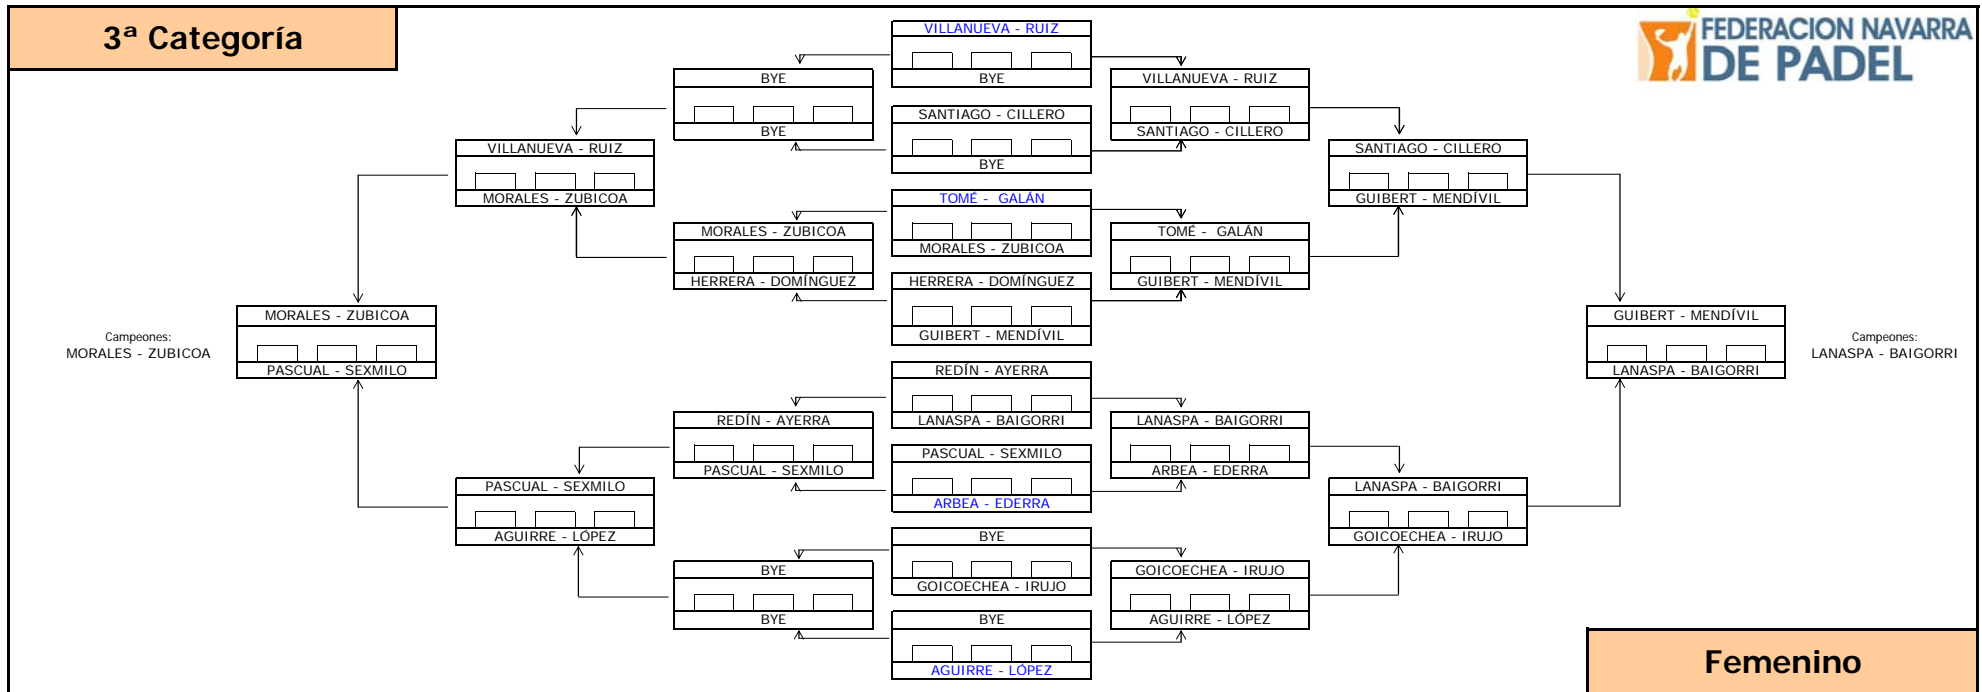 3ª Categoría
FEDERACION NAVARRA
DE PADEL
VILLANUEVA - RUIZ
BYE
SANTIAGO - CILLERO
BYE
TOMÉ - GALÁN
MORALES - ZUBICOA
HERRERA - DOMÍNGUEZ
GUIBERT - MENDÍVIL
REDÍN - AYERRA
LANASPA - BAIGORRI
PASCUAL - SEXMILO
ARBEA - EDERRA
BYE
GOICOECHEA - IRUJO
BYE
AGUIRRE - LÓPEZ
BYE
BYE
MORALES - ZUBICOA
HERRERA - DOMÍNGUEZ
REDÍN - AYERRA
PASCUAL - SEXMILO
BYE
BYE
VILLANUEVA - RUIZ
MORALES - ZUBICOA
PASCUAL - SEXMILO
AGUIRRE - LÓPEZ
MORALES - ZUBICOA
PASCUAL - SEXMILO
Campeones:
MORALES - ZUBICOA
VILLANUEVA - RUIZ
SANTIAGO - CILLERO
TOMÉ - GALÁN
GUIBERT - MENDÍVIL
LANASPA - BAIGORRI
ARBEA - EDERRA
GOICOECHEA - IRUJO
AGUIRRE - LÓPEZ
SANTIAGO - CILLERO
GUIBERT - MENDÍVIL
LANASPA - BAIGORRI
GOICOECHEA - IRUJO
GUIBERT - MENDÍVIL
LANASPA - BAIGORRI
Campeones:
LANASPA - BAIGORRI
Femenino